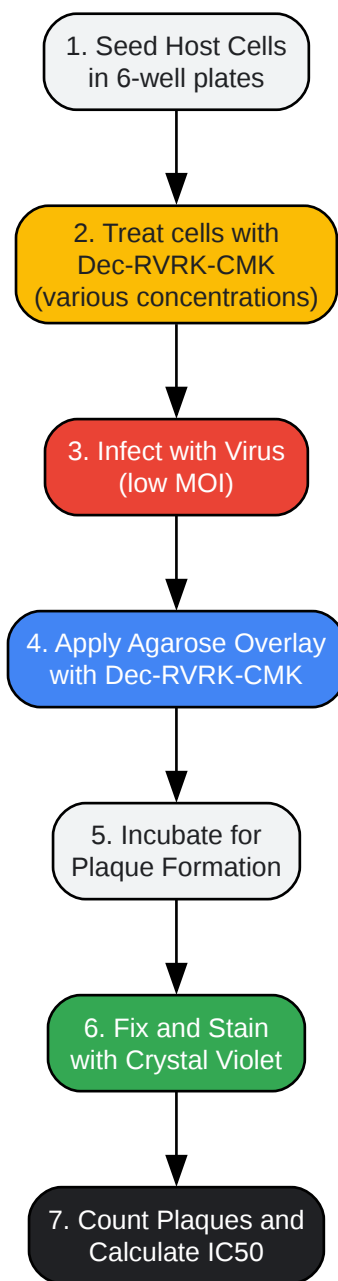 1. Seed Host Cells
in 6-well plates
2. Treat cells with
Dec-RVRK-CMK
(various concentrations)
3. Infect with Virus
(low MOI)
4. Apply Agarose Overlay
with Dec-RVRK-CMK
5. Incubate for
Plaque Formation
6. Fix and Stain
with Crystal Violet
7. Count Plaques and
Calculate IC50